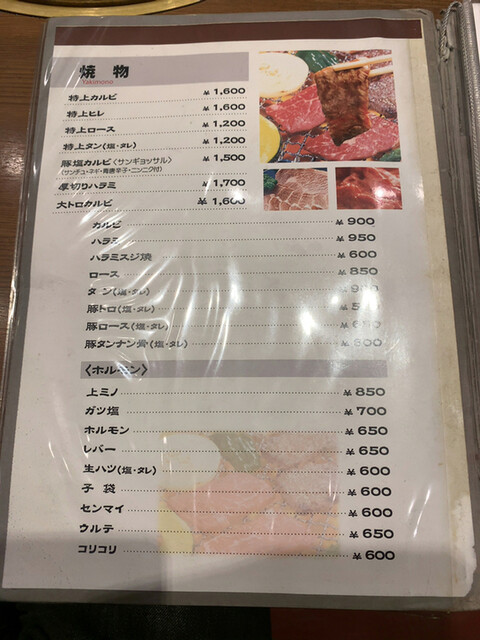 焼物
Yakimono
特上カルビ ¥1,600
特上ヒレ ¥1,600
特上ロース ¥1,200
特上タン(塩・タレ) ¥1,200
豚塩カルビ〈サンギョッサル〉 ¥1,500
(サンチュ・ネギ・青唐辛子・ニンニク付)
厚切りハラミ ¥1,700
大トロカルビ ¥1,600
カルビ ¥900
ハラミ ¥950
ハラミスジ焼 ¥600
ロース ¥850
タン(塩・タレ)
豚トロ(塩・タレ)
豚ロース(塩・タレ)
豚タンナン骨(塩・タレ)
〈ホルモン〉
上ミノ ¥850
ガツ塩 ¥700
ホルモン ¥650
レバー ¥650
生ハツ(塩・タレ) ¥600
子袋 ¥600
センマイ ¥600
ウルテ ¥650
コリコリ ¥600